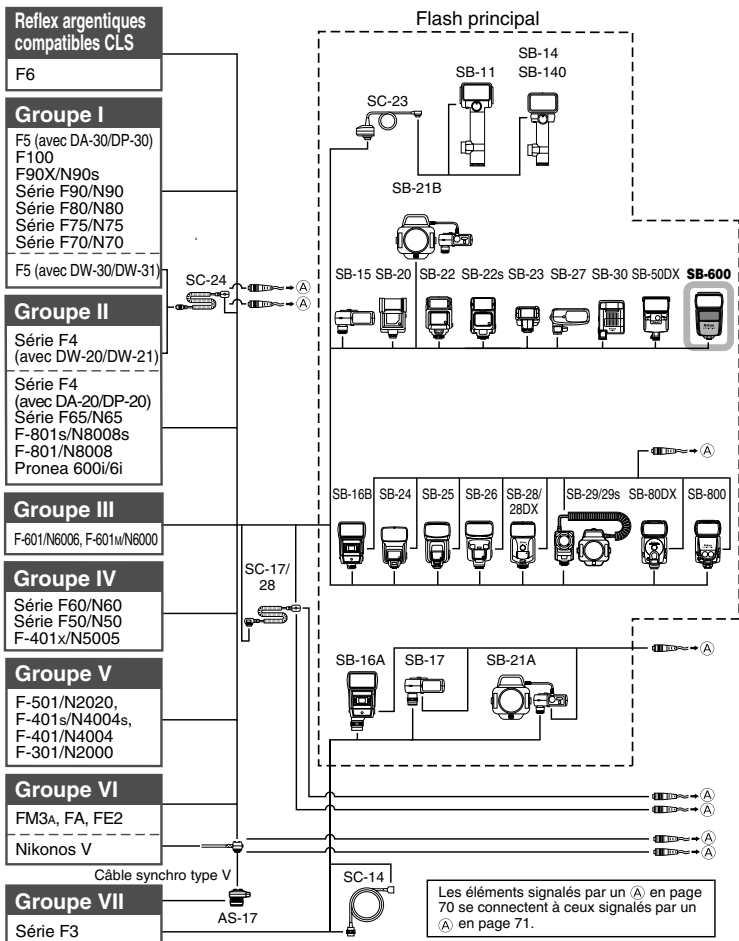 Reflex argentiques
compatibles CLS
F6
Groupe I
F5 (avec DA-30/DP-30)
F100
F90X/N90s
Série F90/N90
Série F80/N80
Série F75/N75
Série F70/N70
F5 (avec DW-30/DW-31)
Groupe II
Série F4
(avec DW-20/DW-21)
Série F4
(avec DA-20/DP-20)
Série F65/N65
F-801s/N8008s
F-801/N8008
Pronea 600i/6i
Groupe III
F-601/N6006, F-601M/N6000
Groupe IV
Série F60/N60
Série F50/N50
F-401x/N5005
Groupe V
F-501/N2020,
F-401s/N4004s,
F-401/N4004
F-301/N2000
Groupe VI
FM3A, FA, FE2
Nikonos V
Câble synchro type V
Groupe VII
Série F3
AS-17
SC-24
A
A
SC-17/
28
SC-14
Flash principal
SC-23
SB-11
SB-14
SB-140
SB-21B
SB-15 SB-20 SB-22 SB-22s SB-23 SB-27 SB-30 SB-50DX SB-600
A
SB-16B SB-24 SB-25 SB-26 SB-28/
28DX
SB-29/29s SB-80DX SB-800
SB-16A SB-17 SB-21A
A
A
A
A
A
Les éléments signalés par un A en page
70 se connectent à ceux signalés par un
A en page 71.